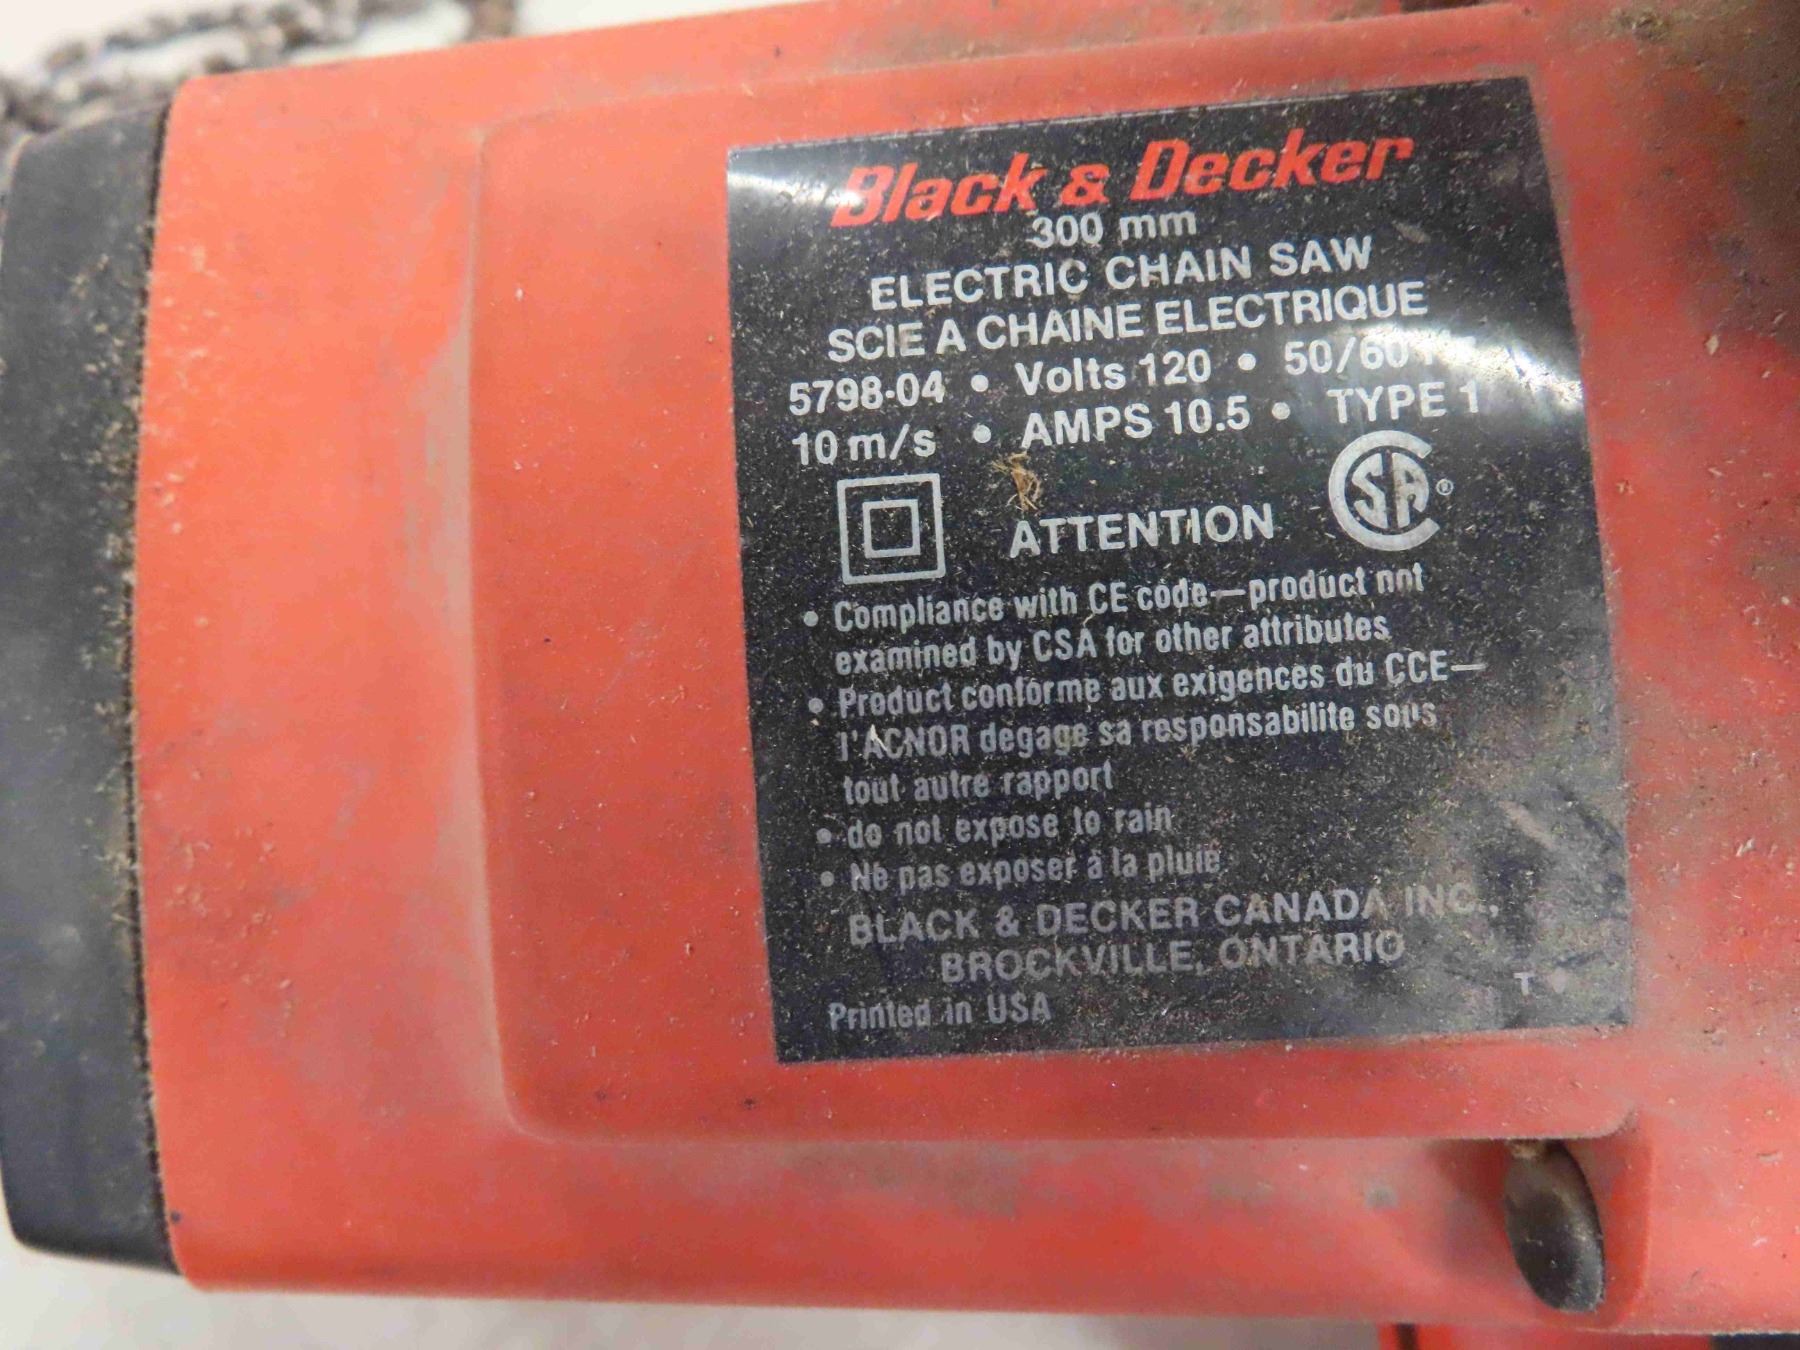 Black & Decker
300 mm
ELECTRIC CHAIN SAW
SCIE A CHAINE ELECTRIQUE
5798-04 • Volts 120 • 50/60
10 m/s • AMPS 10.5 • TYPE 1
CSA ®
ATTENTION
• Compliance with CE code—product not
examined by CSA for other attributes
• Product conforme aux exigences du CCE—
l'ACNOR degage sa responsabilite sous
tout autre rapport
• do not expose to rain
• Ne pas exposer à la pluie
BLACK & DECKER CANADA INC.,
BROCKVILLE, ONTARIO
Printed in USA
T